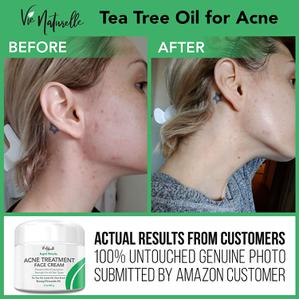 Vie Naturelle
Tea Tree Oil for Acne
BEFORE
AFTER
ACNE TREATMENT
FACE CREAM
ACTUAL RESULTS FROM CUSTOMERS
100% UNTOUCHED GENUINE PHOTO
SUBMITTED BY AMAZON CUSTOMER